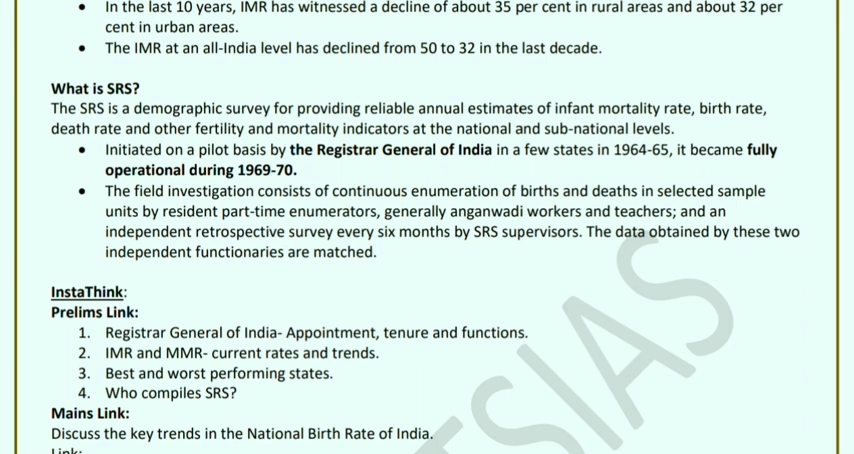 • In the last 10 years, IMR has witnessed a decline of about 35 per cent in rural areas and about 32 per
cent in urban areas.
• The IMR at an all-India level has declined from 50 to 32 in the last decade.
What is SRS?
The SRS is a demographic survey for providing reliable annual estimates of infant mortality rate, birth rate,
death rate and other fertility and mortality indicators at the national and sub-national levels.
• Initiated on a pilot basis by the Registrar General of India in a few states in 1964-65, it became fully
operational during 1969-70.
• The field investigation consists of continuous enumeration of births and deaths in selected sample
units by resident part-time enumerators, generally anganwadi workers and teachers; and an
independent retrospective survey every six months by SRS supervisors. The data obtained by these two
independent functionaries are matched.
InstaThink:
Prelims Link:
1. Registrar General of India- Appointment, tenure and functions.
2. IMR and MMR- current rates and trends.
3. Best and worst performing states.
4. Who compiles SRS?
Mains Link:
Discuss the key trends in the National Birth Rate of India.
Link:
TSIAS